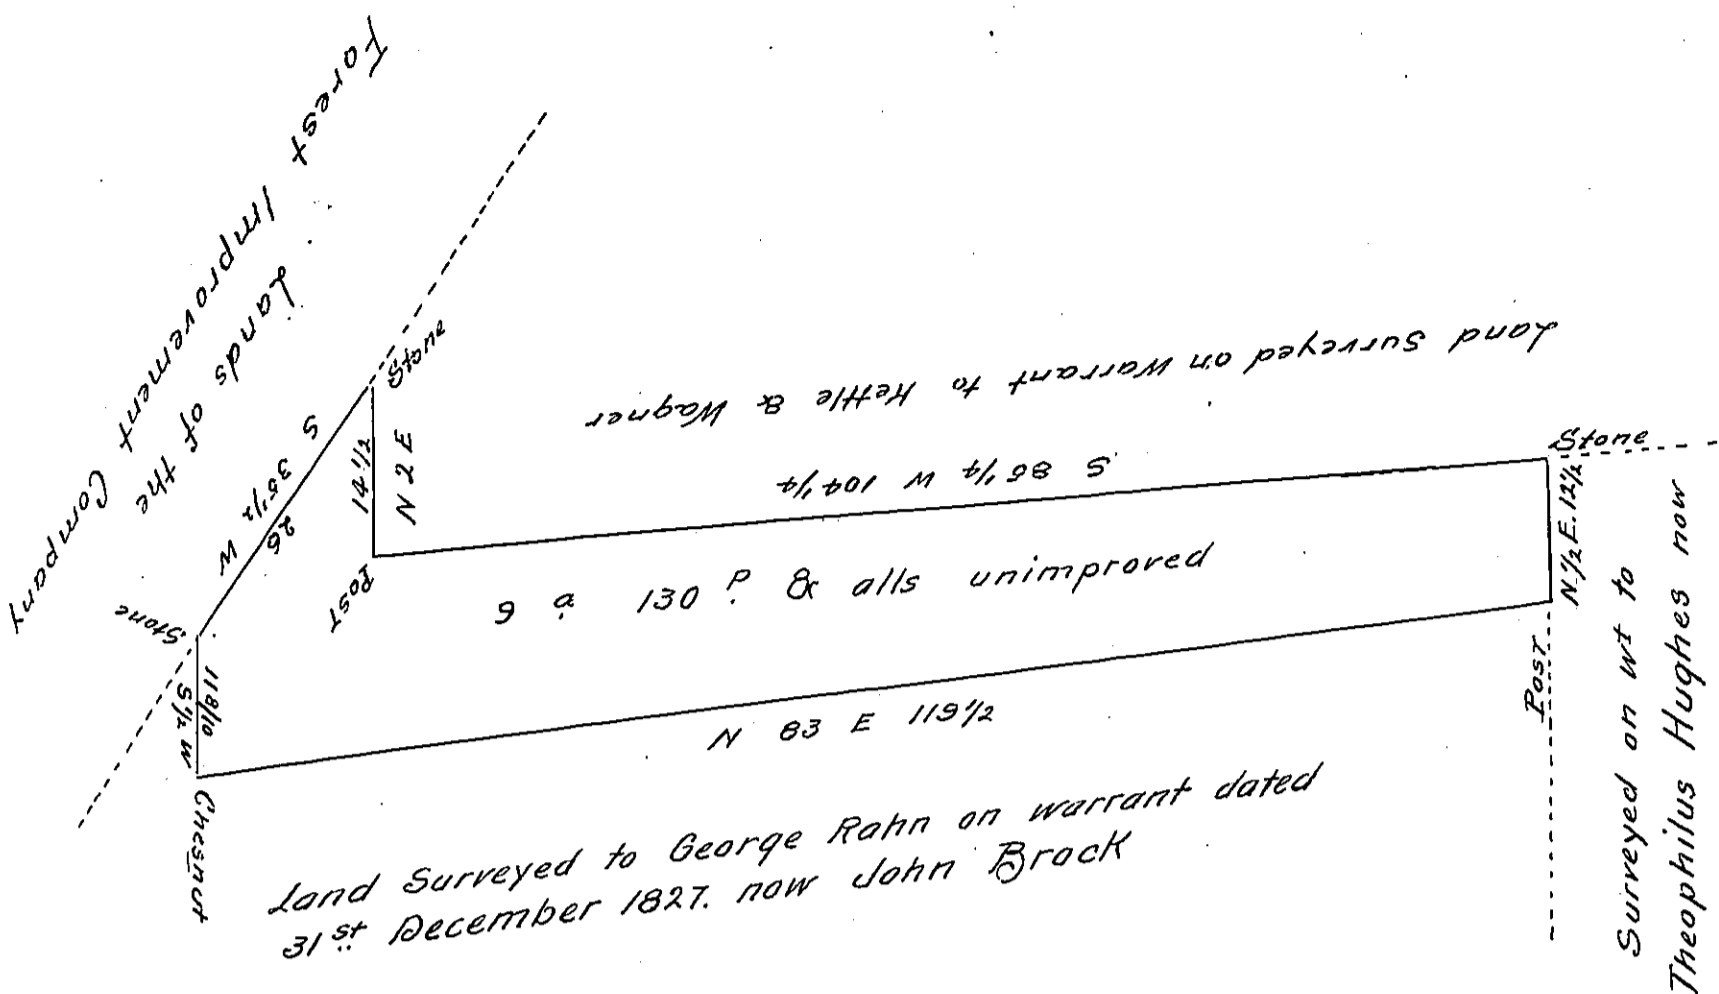 Lands of the
Forest Improvement Company
Stone
S 35 1/2 W
26
14 1/2
N 2 E
Land Surveyed on Warrant to Kettle & Wagner
S 85 1/4 W 104 1/4
Stone
N 1/2 E. 12 1/2
Stone
Post
9 a 130 P & alls unimproved
11 8/10
S 1/2 W
N 83 E 119 1/2
Post
Chesnut
Land Surveyed to George Rahn on warrant dated
31st December 1827. now John Brock
Surveyed on wt to
Theophilus Hughes now